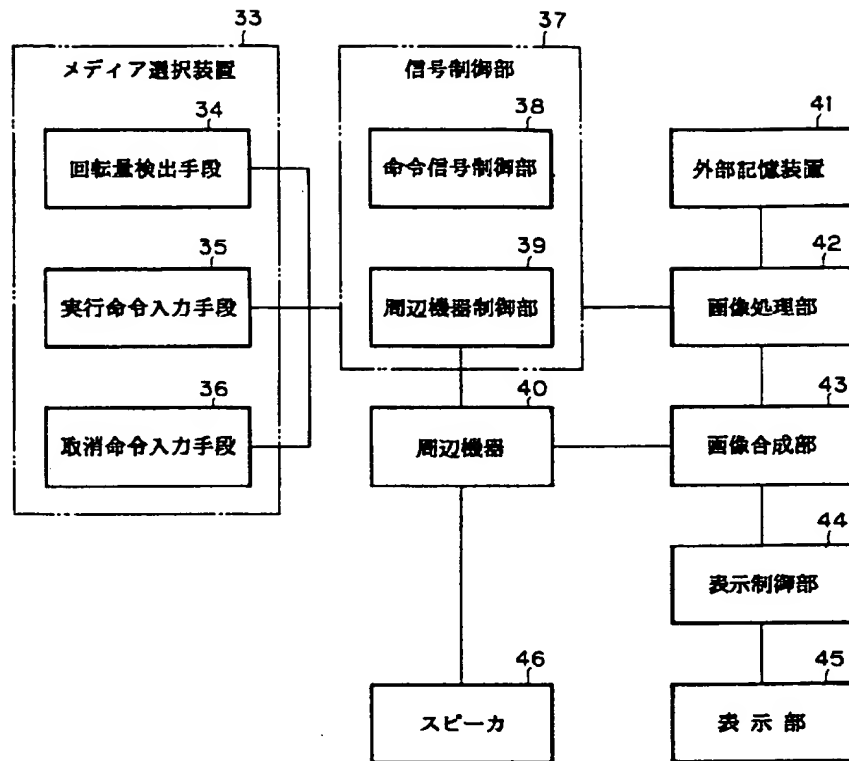 33
メディア選択装置
34
回転量検出手段
35
実行命令入力手段
36
取消命令入力手段
37
信号制御部
38
命令信号制御部
39
周辺機器制御部
40
周辺機器
46
スピーカ
41
外部記憶装置
42
画像処理部
43
画像合成部
44
表示制御部
45
表示部